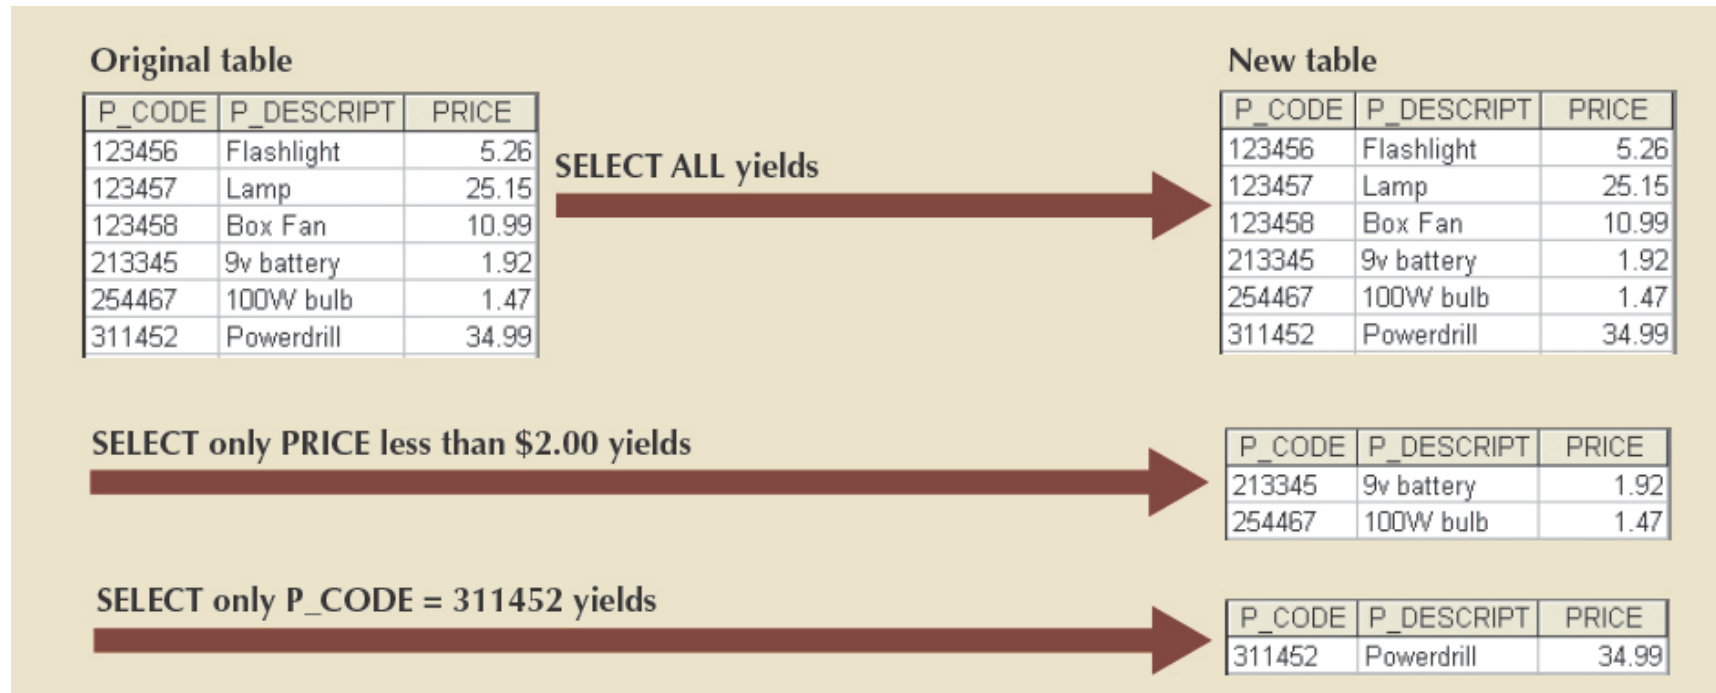 Original table
P_CODE P_DESCRIPT PRICE
123456 Flashlight 5.26
123457 Lamp 25.15
123458 Box Fan 10.99
213345 9v battery 1.92
254467 100W bulb 1.47
311452 Powerdrill 34.99
SELECT ALL yields
New table
P_CODE P_DESCRIPT PRICE
123456 Flashlight 5.26
123457 Lamp 25.15
123458 Box Fan 10.99
213345 9v battery 1.92
254467 100W bulb 1.47
311452 Powerdrill 34.99
SELECT only PRICE less than $2.00 yields
P_CODE P_DESCRIPT PRICE
213345 9v battery 1.92
254467 100W bulb 1.47
SELECT only P_CODE = 311452 yields
P_CODE P_DESCRIPT PRICE
311452 Powerdrill 34.99